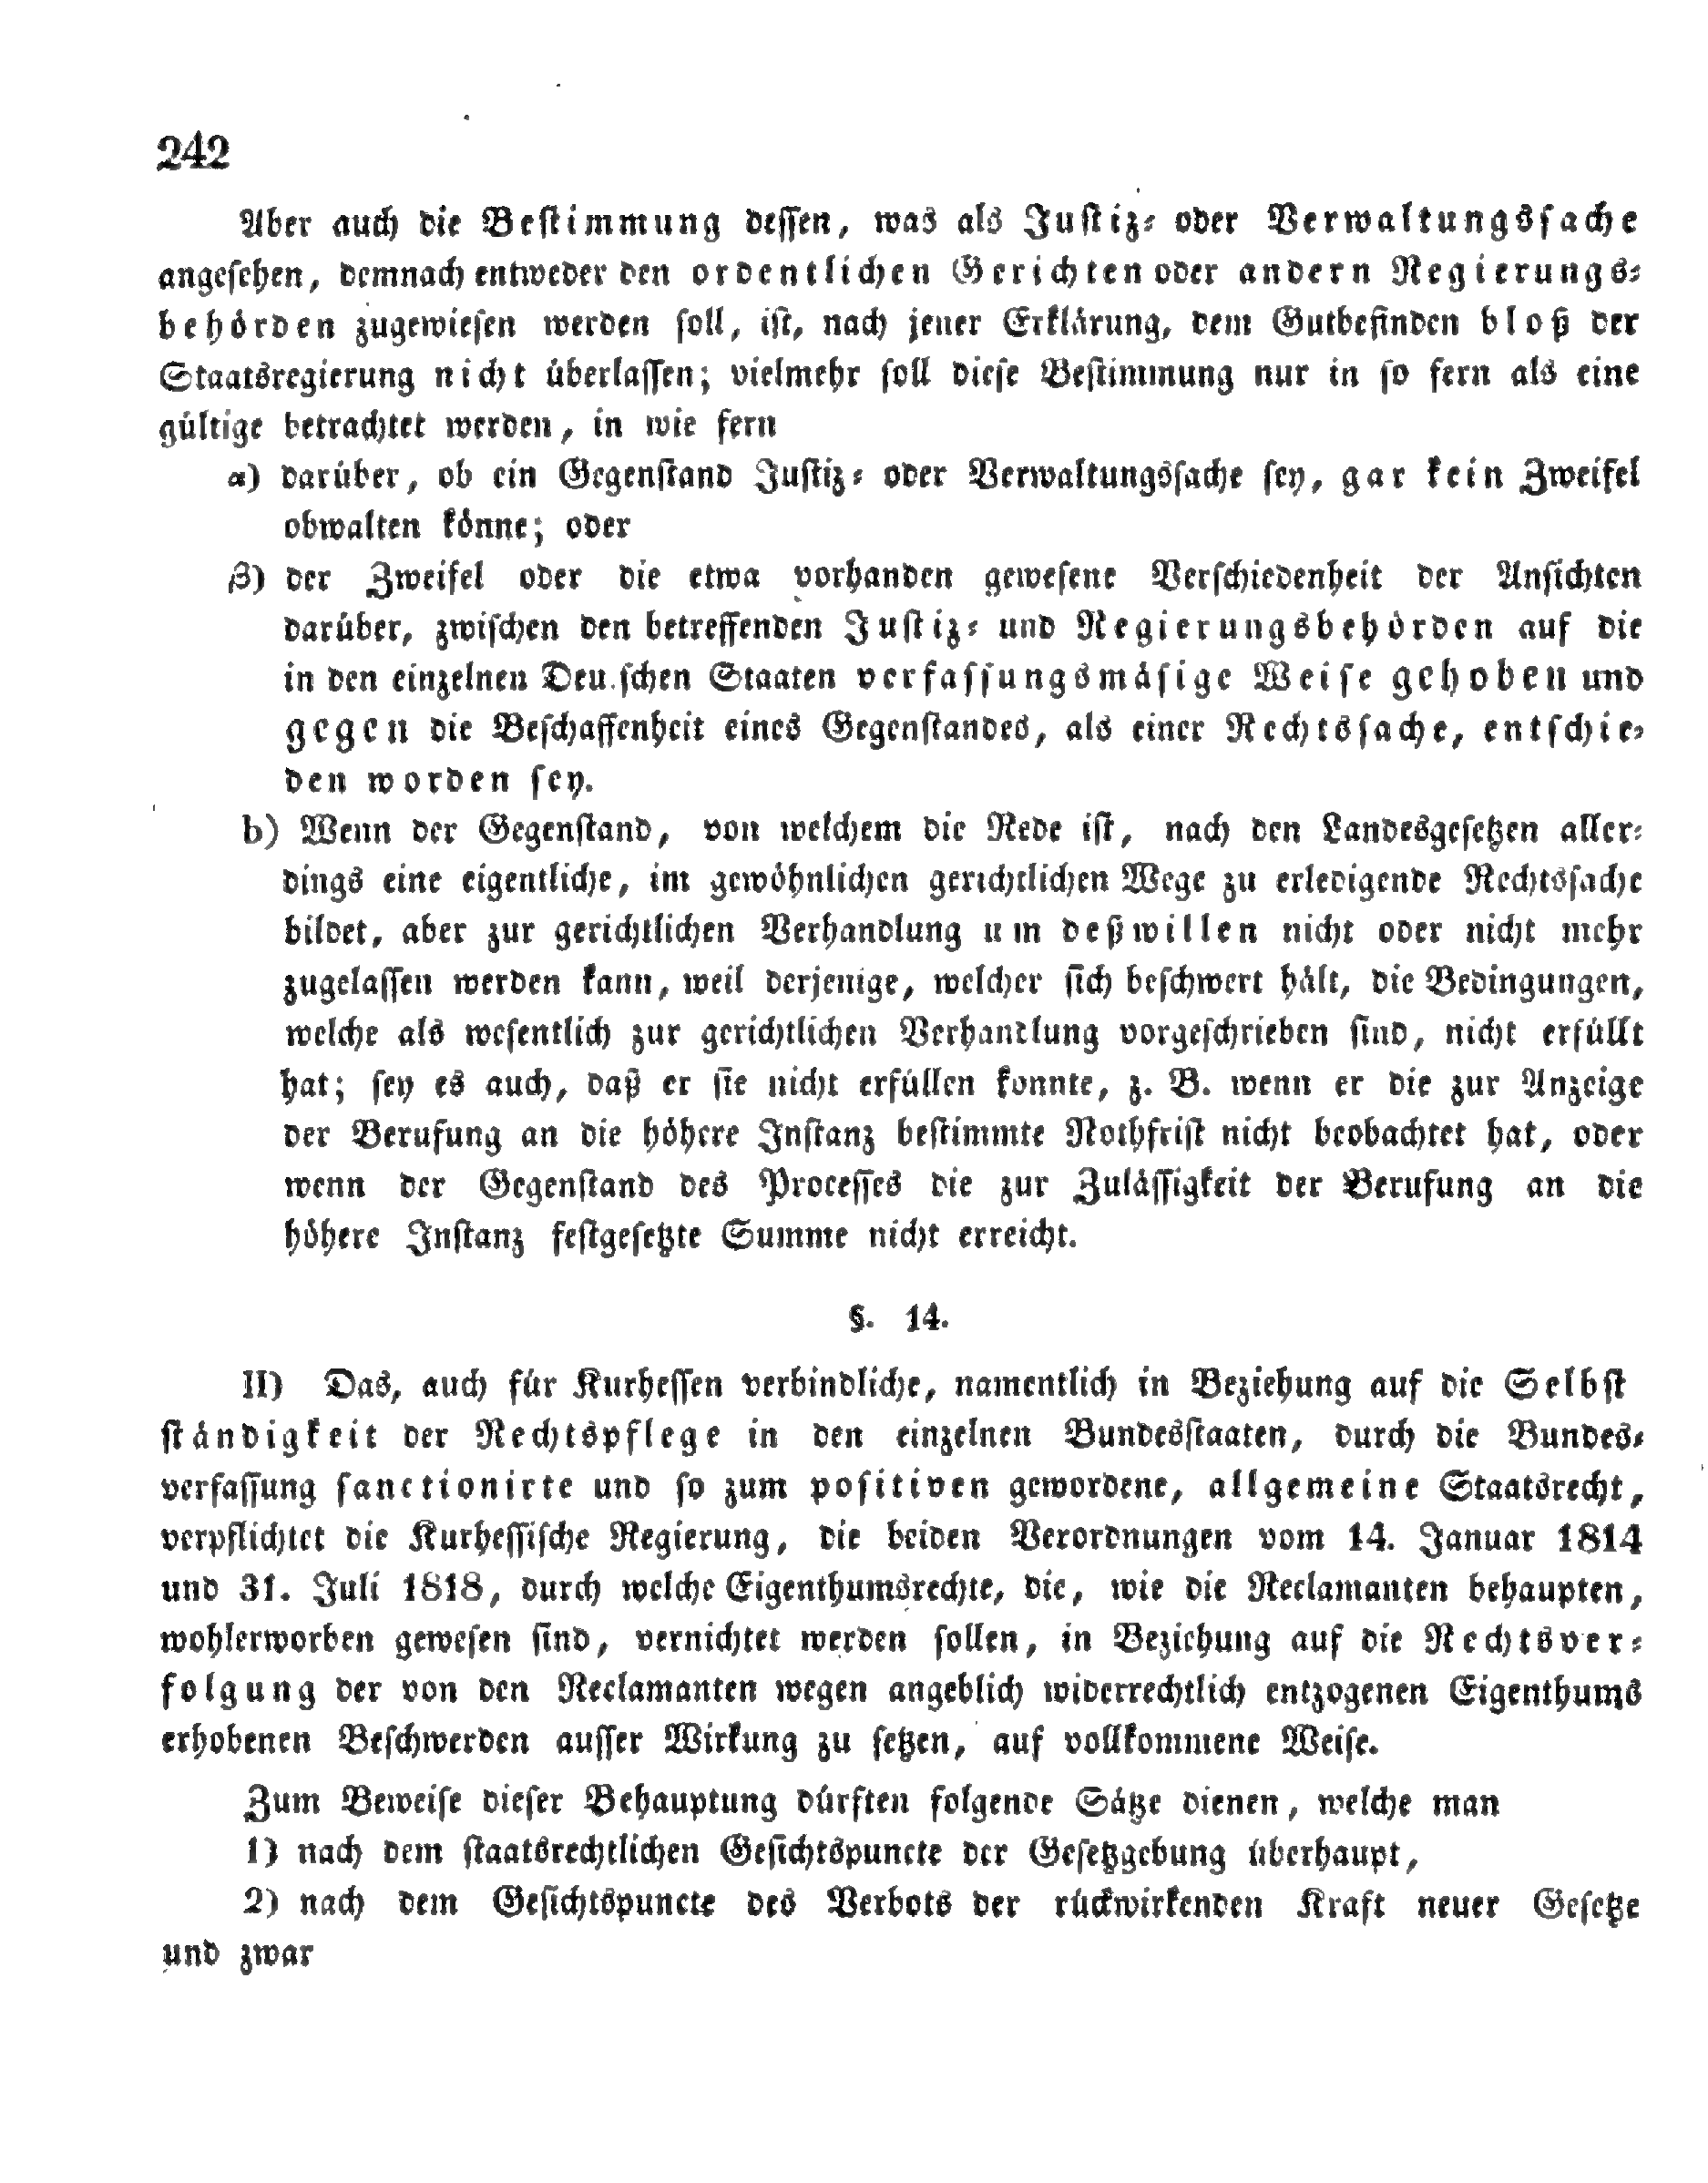 242
Aber auch die Bestimmung dessen, was als Justiz- oder Verwaltungssache
angesehen, demnach entweder den ordentlichen Gerichten oder andern Regierungs-
behörden zugewiesen werden soll, ist, nach jener Erklärung, dem Gutbefinden bloß der
Staatsregierung nicht überlassen; vielmehr soll diese Bestimmung nur in so fern als eine
gültige betrachtet werden, in wie fern
α) darüber, ob ein Gegenstand Justiz- oder Verwaltungssache sey, gar kein Zweifel
obwalten könne; oder
β) der Zweifel oder die etwa vorhanden gewesene Verschiedenheit der Ansichten
darüber, zwischen den betreffenden Justiz- und Regierungsbehörden auf die
in den einzelnen Deu.schen Staaten verfassungsmäsige Weise gehoben und
gegen die Beschaffenheit eines Gegenstandes, als einer Rechtssache, entschie-
den worden sey.
b) Wenn der Gegenstand, von welchem die Rede ist, nach den Landesgesetzen aller-
dings eine eigentliche, im gewöhnlichen gerichtlichen Wege zu erledigende Rechtssache
bildet, aber zur gerichtlichen Verhandlung um deßwillen nicht oder nicht mehr
zugelassen werden kann, weil derjenige, welcher sich beschwert hält, die Bedingungen,
welche als wesentlich zur gerichtlichen Verhandlung vorgeschrieben sind, nicht erfüllt
hat; sey es auch, daß er sie nicht erfüllen konnte, z. B. wenn er die zur Anzeige
der Berufung an die höhere Instanz bestimmte Nothfrist nicht beobachtet hat, oder
wenn der Gegenstand des Processes die zur Zulässigkeit der Berufung an die
höhere Instanz festgesetzte Summe nicht erreicht.
§. 14.
II) Das, auch für Kurhessen verbindliche, namentlich in Beziehung auf die Selbst
ständigkeit der Rechtspflege in den einzelnen Bundesstaaten, durch die Bundes-
verfassung sanctionirte und so zum positiven gewordene, allgemeine Staatsrecht,
verpflichtet die Kurhessische Regierung, die beiden Verordnungen vom 14. Januar 1814
und 31. Juli 1818, durch welche Eigenthumsrechte, die, wie die Reclamanten behaupten,
wohlerworben gewesen sind, vernichtet werden sollen, in Beziehung auf die Rechtsver-
folgung der von den Reclamanten wegen angeblich widerrechtlich entzogenen Eigenthums
erhobenen Beschwerden ausser Wirkung zu setzen, auf vollkommene Weise.
Zum Beweise dieser Behauptung dürften folgende Sätze dienen, welche man
1) nach dem staatsrechtlichen Gesichtspuncte der Gesetzgebung überhaupt,
2) nach dem Gesichtspuncte des Verbots der rückwirkenden Kraft neuer Gesetze
und zwar